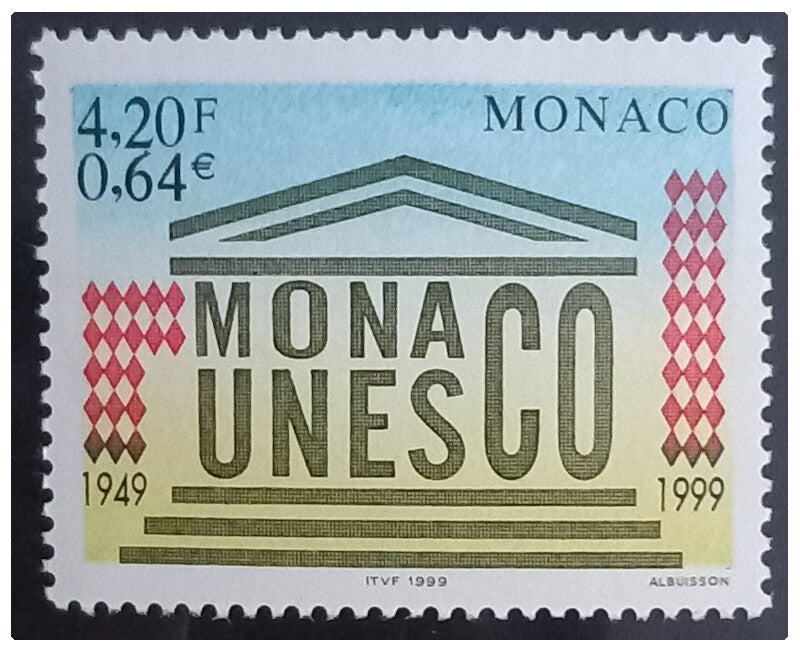 4,20F
0,64€
MONACO
MONACO
UNESCO
1949
1999
ITVF 1999
ALBUISSON